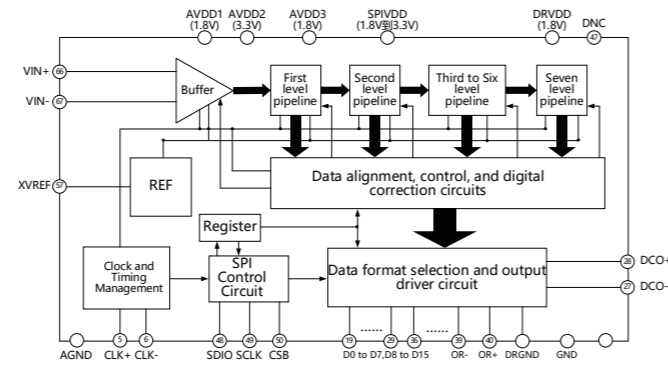 AVDD1 AVDD2 AVDD3 SPIVDD DRVDD DNC
(1.8V) (3.3V) (1.8V) (1.8V到3.3V) (1.8V) 47
VIN+ 66
VIN- 67
Buffer
First level pipeline
Second level pipeline
Third to Six level pipeline
Seven level pipeline
XVREF 57
REF
Data alignment, control, and digital
correction circuits
Register
Clock and
Timing
Management
SPI
Control
Circuit
Data format selection and output
driver circuit
28 DCO+
27 DCO-
5 6 48 49 50 19 ...... 29 36 ...... 39 40
AGND CLK+ CLK- SDIO SCLK CSB D0 to D7,D8 to D15 OR- OR+ DRGND GND